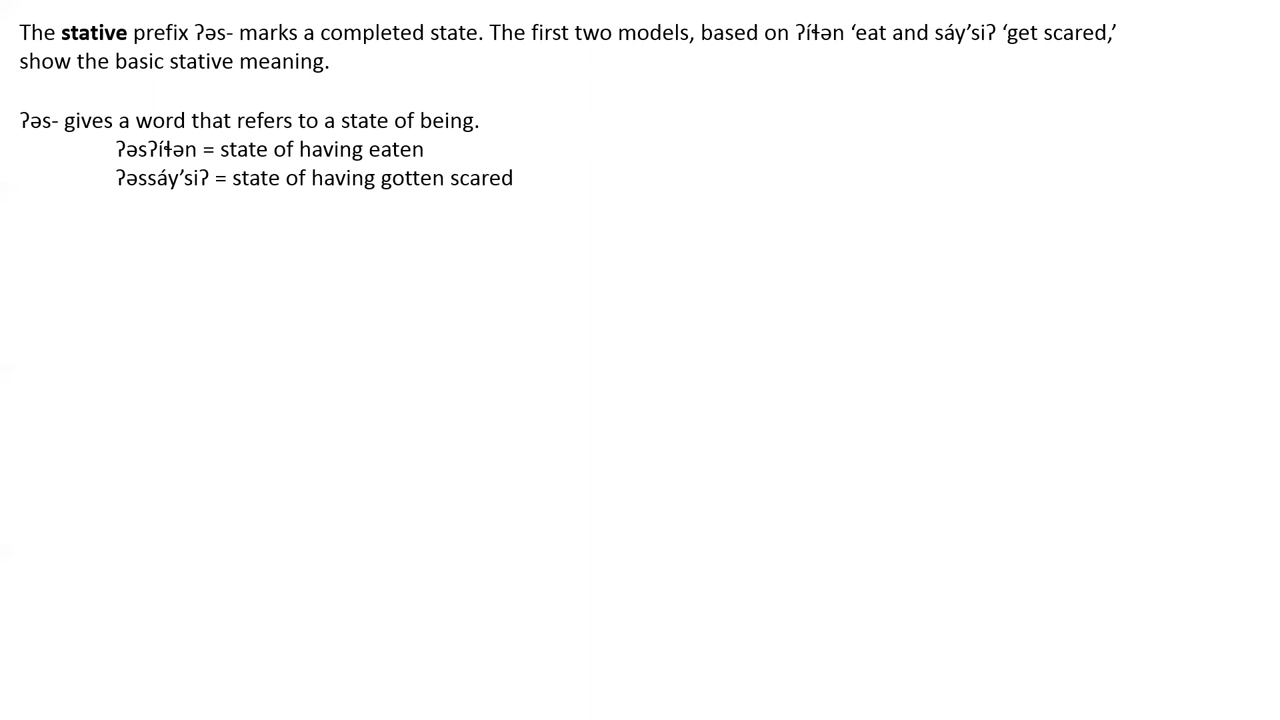 The stative prefix ʔəs- marks a completed state. The first two models, based on ʔíɬən ‘eat and sáy’siʔ ‘get scared,’
show the basic stative meaning.
ʔəs- gives a word that refers to a state of being.
ʔəsʔíɬən = state of having eaten
ʔəssáy’siʔ = state of having gotten scared